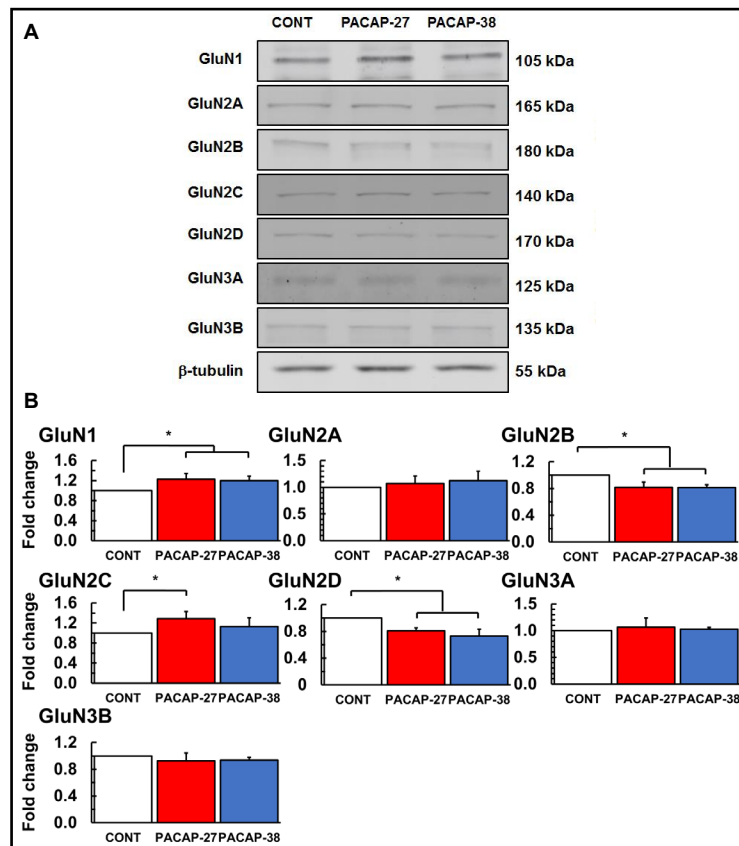 A
CONT PACAP-27 PACAP-38
GluN1 105 kDa
GluN2A 165 kDa
GluN2B 180 kDa
GluN2C 140 kDa
GluN2D 170 kDa
GluN3A 125 kDa
GluN3B 135 kDa
β-tubulin 55 kDa
B
GluN1
*
Fold change
1.6
1.2
0.8
0.4
0.0
CONT PACAP-27 PACAP-38
GluN2A
1.5
1.0
0.5
0.0
CONT PACAP-27 PACAP-38
GluN2B
*
1.2
0.8
0.4
0.0
CONT PACAP-27 PACAP-38
GluN2C
*
Fold change
1.6
1.2
0.8
0.4
0.0
CONT PACAP-27 PACAP-38
GluN2D
*
1.2
0.8
0.4
0
CONT PACAP-27 PACAP-38
GluN3A
1.5
1.0
0.5
0.0
CONT PACAP-27 PACAP-38
GluN3B
Fold change
1.2
0.8
0.4
0.0
CONT PACAP-27 PACAP-38